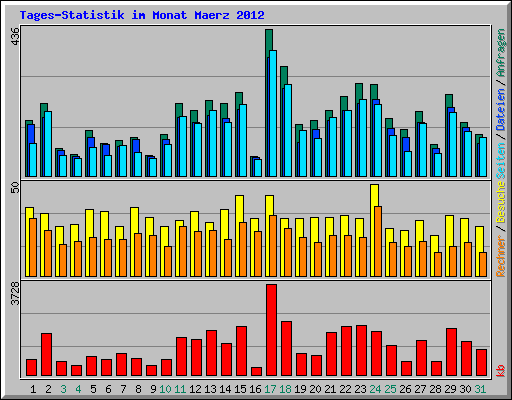 Tages-Statistik im Monat Maerz 2012
436
50
3728
Rechner / Besuche Seiten / Dateien / Anfragen
kb
1 2 3 4 5 6 7 8 9 10 11 12 13 14 15 16 17 18 19 20 21 22 23 24 25 26 27 28 29 30 31